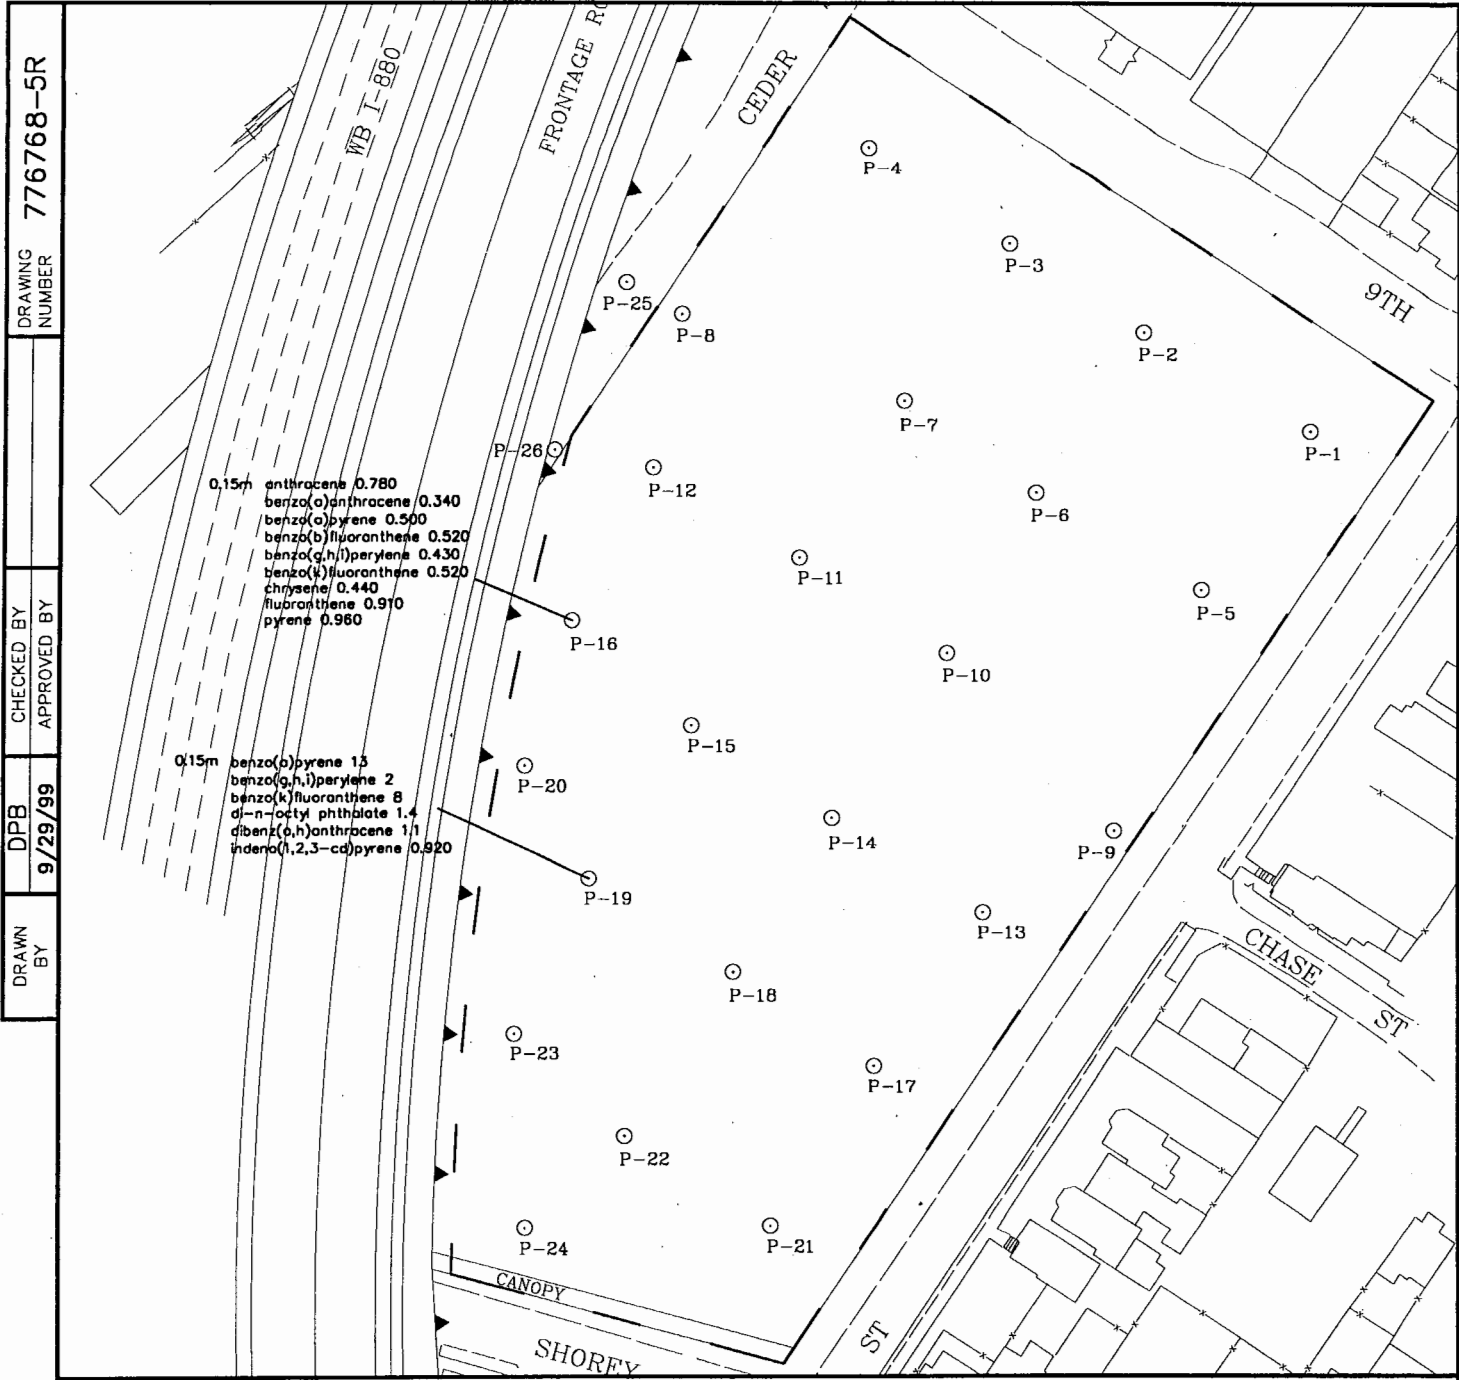 DRAWING
NUMBER
776768-5R
CHECKED BY
APPROVED BY
DPB
9/29/99
DRAWN
BY
WB I-880
FRONTAGE
CEDER
9TH
P-4
P-3
P-25
P-8
P-2
P-7
P-1
P-26
P-12
P-6
0.15m anthracene 0.780
benzo(a)anthracene 0.340
benzo(a)pyrene 0.500
benzo(b)fluoranthene 0.520
benzo(g,h,i)perylene 0.430
benzo(k)fluoranthene 0.520
chrysene 0.440
fluoranthene 0.910
pyrene 0.960
P-11
P-5
P-16
P-10
P-15
0.15m benzo(a)pyrene 13
benzo(g,h,i)perylene 2
benzo(k)fluoranthene 8
di-n-octyl phthalate 1.4
dibenz(a,h)anthracene 1.1
indeno(1,2,3-cd)pyrene 0.920
P-20
P-14
P-9
P-19
P-13
CHASE
ST
P-18
P-23
P-17
P-22
P-24
P-21
CANOPY
SHOREY
ST